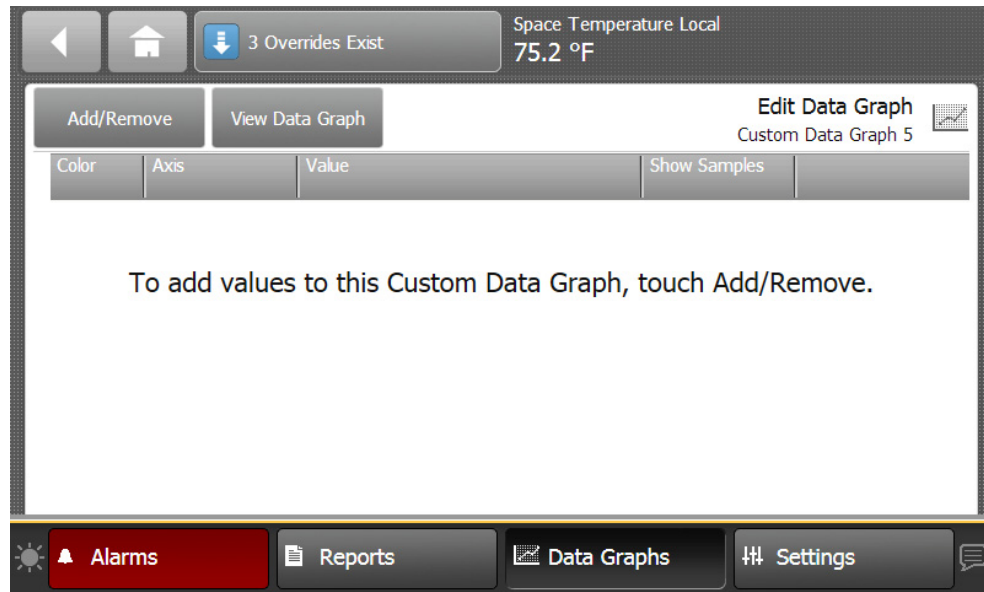 3 Overrides Exist
Space Temperature Local
75.2 °F
Add/Remove
View Data Graph
Edit Data Graph
Custom Data Graph 5
Color
Axis
Value
Show Samples
To add values to this Custom Data Graph, touch Add/Remove.
Alarms
Reports
Data Graphs
Settings